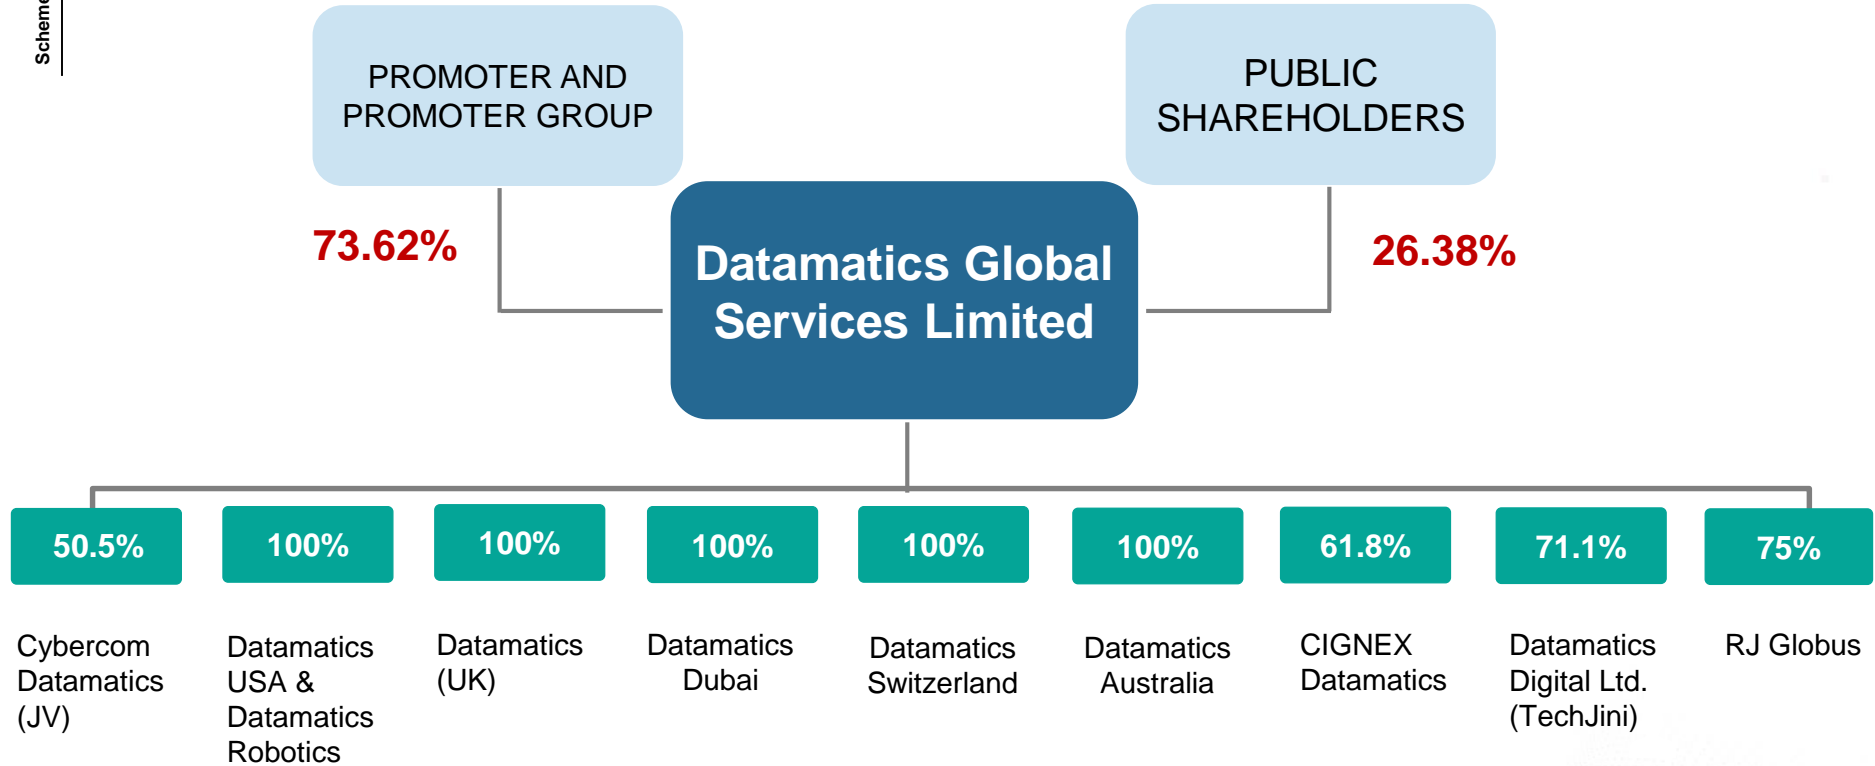 Scheme
PROMOTER AND
PROMOTER GROUP
PUBLIC
SHAREHOLDERS
73.62%
Datamatics Global
Services Limited
26.38%
50.5%
100%
100%
100%
100%
100%
61.8%
71.1%
75%
Cybercom
Datamatics
(JV)
Datamatics
USA &
Datamatics
Robotics
Datamatics
(UK)
Datamatics
Dubai
Datamatics
Switzerland
Datamatics
Australia
CIGNEX
Datamatics
Datamatics
Digital Ltd.
(TechJini)
RJ Globus